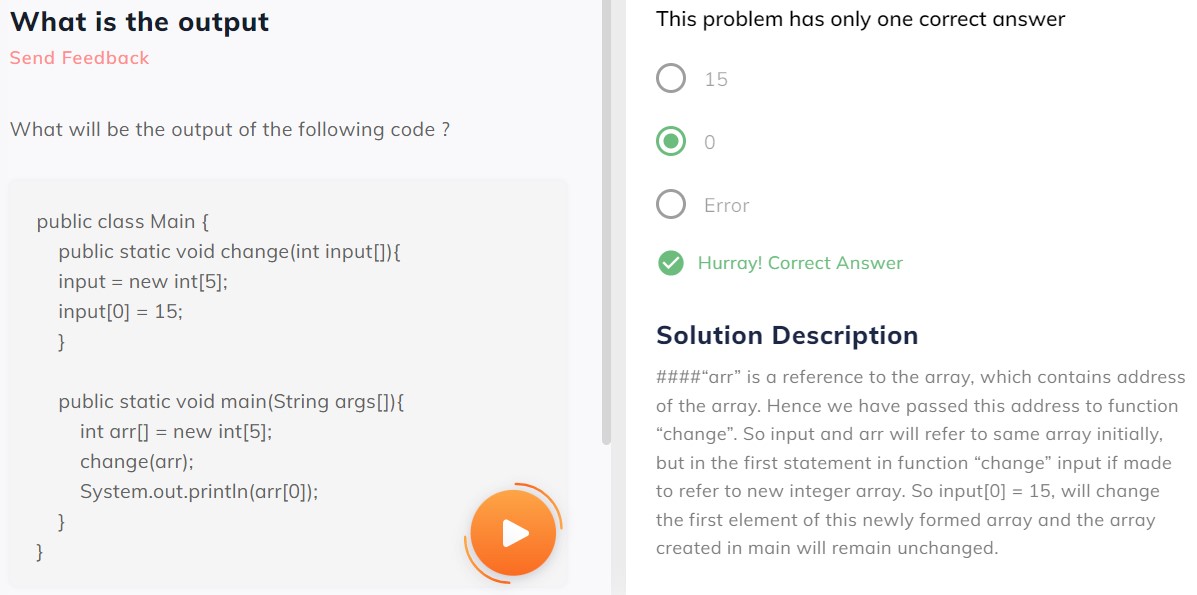 What is the output
Send Feedback
What will be the output of the following code ?
public class Main {
public static void change(int input[]){
input = new int[5];
input[0] = 15;
}
public static void main(String args[]){
int arr[] = new int[5];
change(arr);
System.out.println(arr[0]);
}
}
This problem has only one correct answer
15
0
Error
Hurray! Correct Answer
Solution Description
####“arr” is a reference to the array, which contains address
of the array. Hence we have passed this address to function
“change”. So input and arr will refer to same array initially,
but in the first statement in function “change” input if made
to refer to new integer array. So input[0] = 15, will change
the first element of this newly formed array and the array
created in main will remain unchanged.